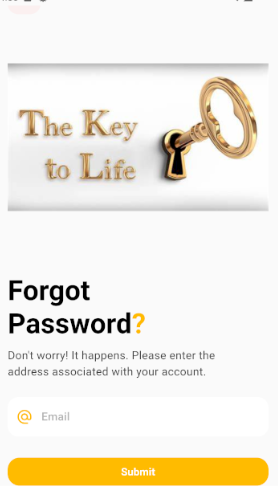 The Key
to Life
Forgot
Password?
Don't worry! It happens. Please enter the
address associated with your account.
@ Email
Submit